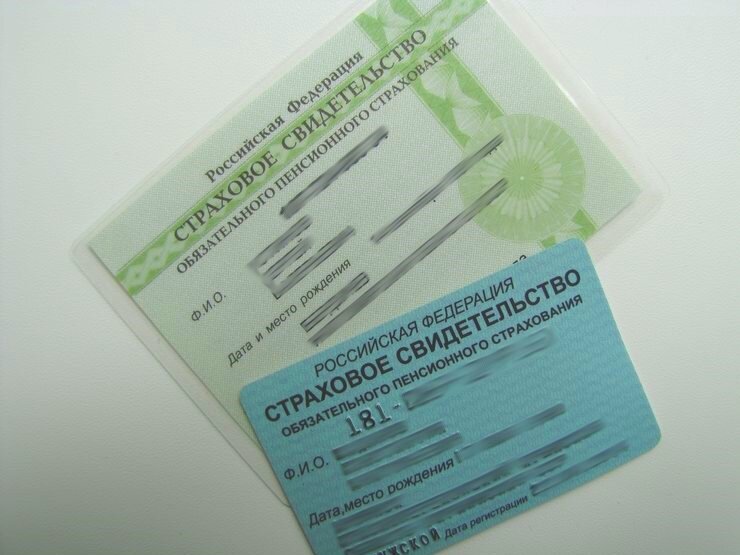 Российская Федерация
СТРАХОВОЕ СВИДЕТЕЛЬСТВО
ОБЯЗАТЕЛЬНОГО ПЕНСИОННОГО СТРАХОВАНИЯ
Ф.И.О.
Дата и место рождения
РОССИЙСКАЯ ФЕДЕРАЦИЯ
СТРАХОВОЕ СВИДЕТЕЛЬСТВО
ОБЯЗАТЕЛЬНОГО ПЕНСИОННОГО СТРАХОВАНИЯ
181-
Ф.И.О.
Дата,место рождения
Дата регистрации